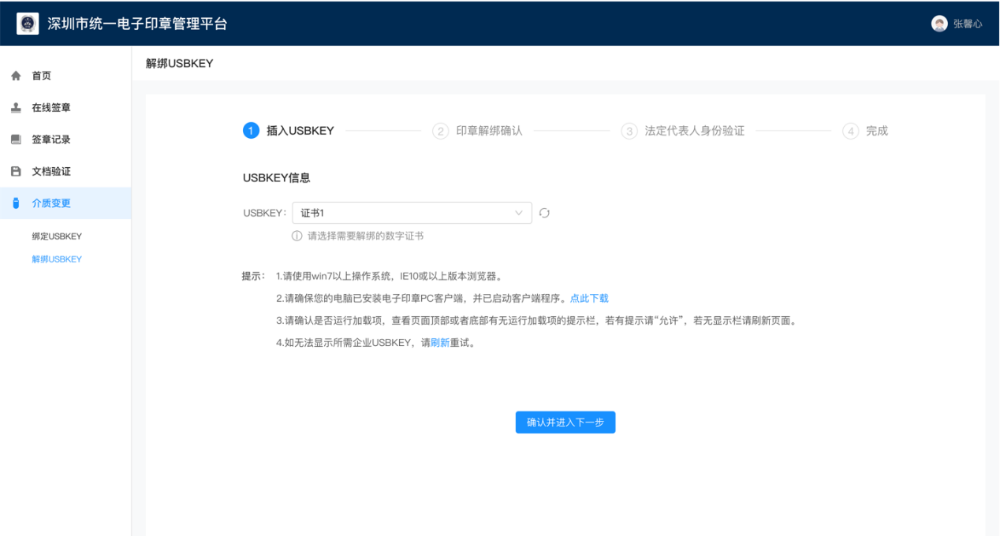 深圳市统一电子印章管理平台
张馨心
首页
在线签章
签章记录
文档验证
介质变更
绑定USBKEY
解绑USBKEY
解绑USBKEY
1 插入USBKEY
2 印章解绑确认
3 法定代表人身份验证
4 完成
USBKEY信息
USBKEY： 证书1
请选择需要解绑的数字证书
提示： 1.请使用win7以上操作系统，IE10或以上版本浏览器。
2.请确保您的电脑已安装电子印章PC客户端，并已启动客户端程序。点此下载
3.请确认是否运行加载项，查看页面顶部或者底部有无运行加载项的提示栏，若有提示请“允许”，若无显示栏请刷新页面。
4.如无法显示所需企业USBKEY，请刷新重试。
确认并进入下一步